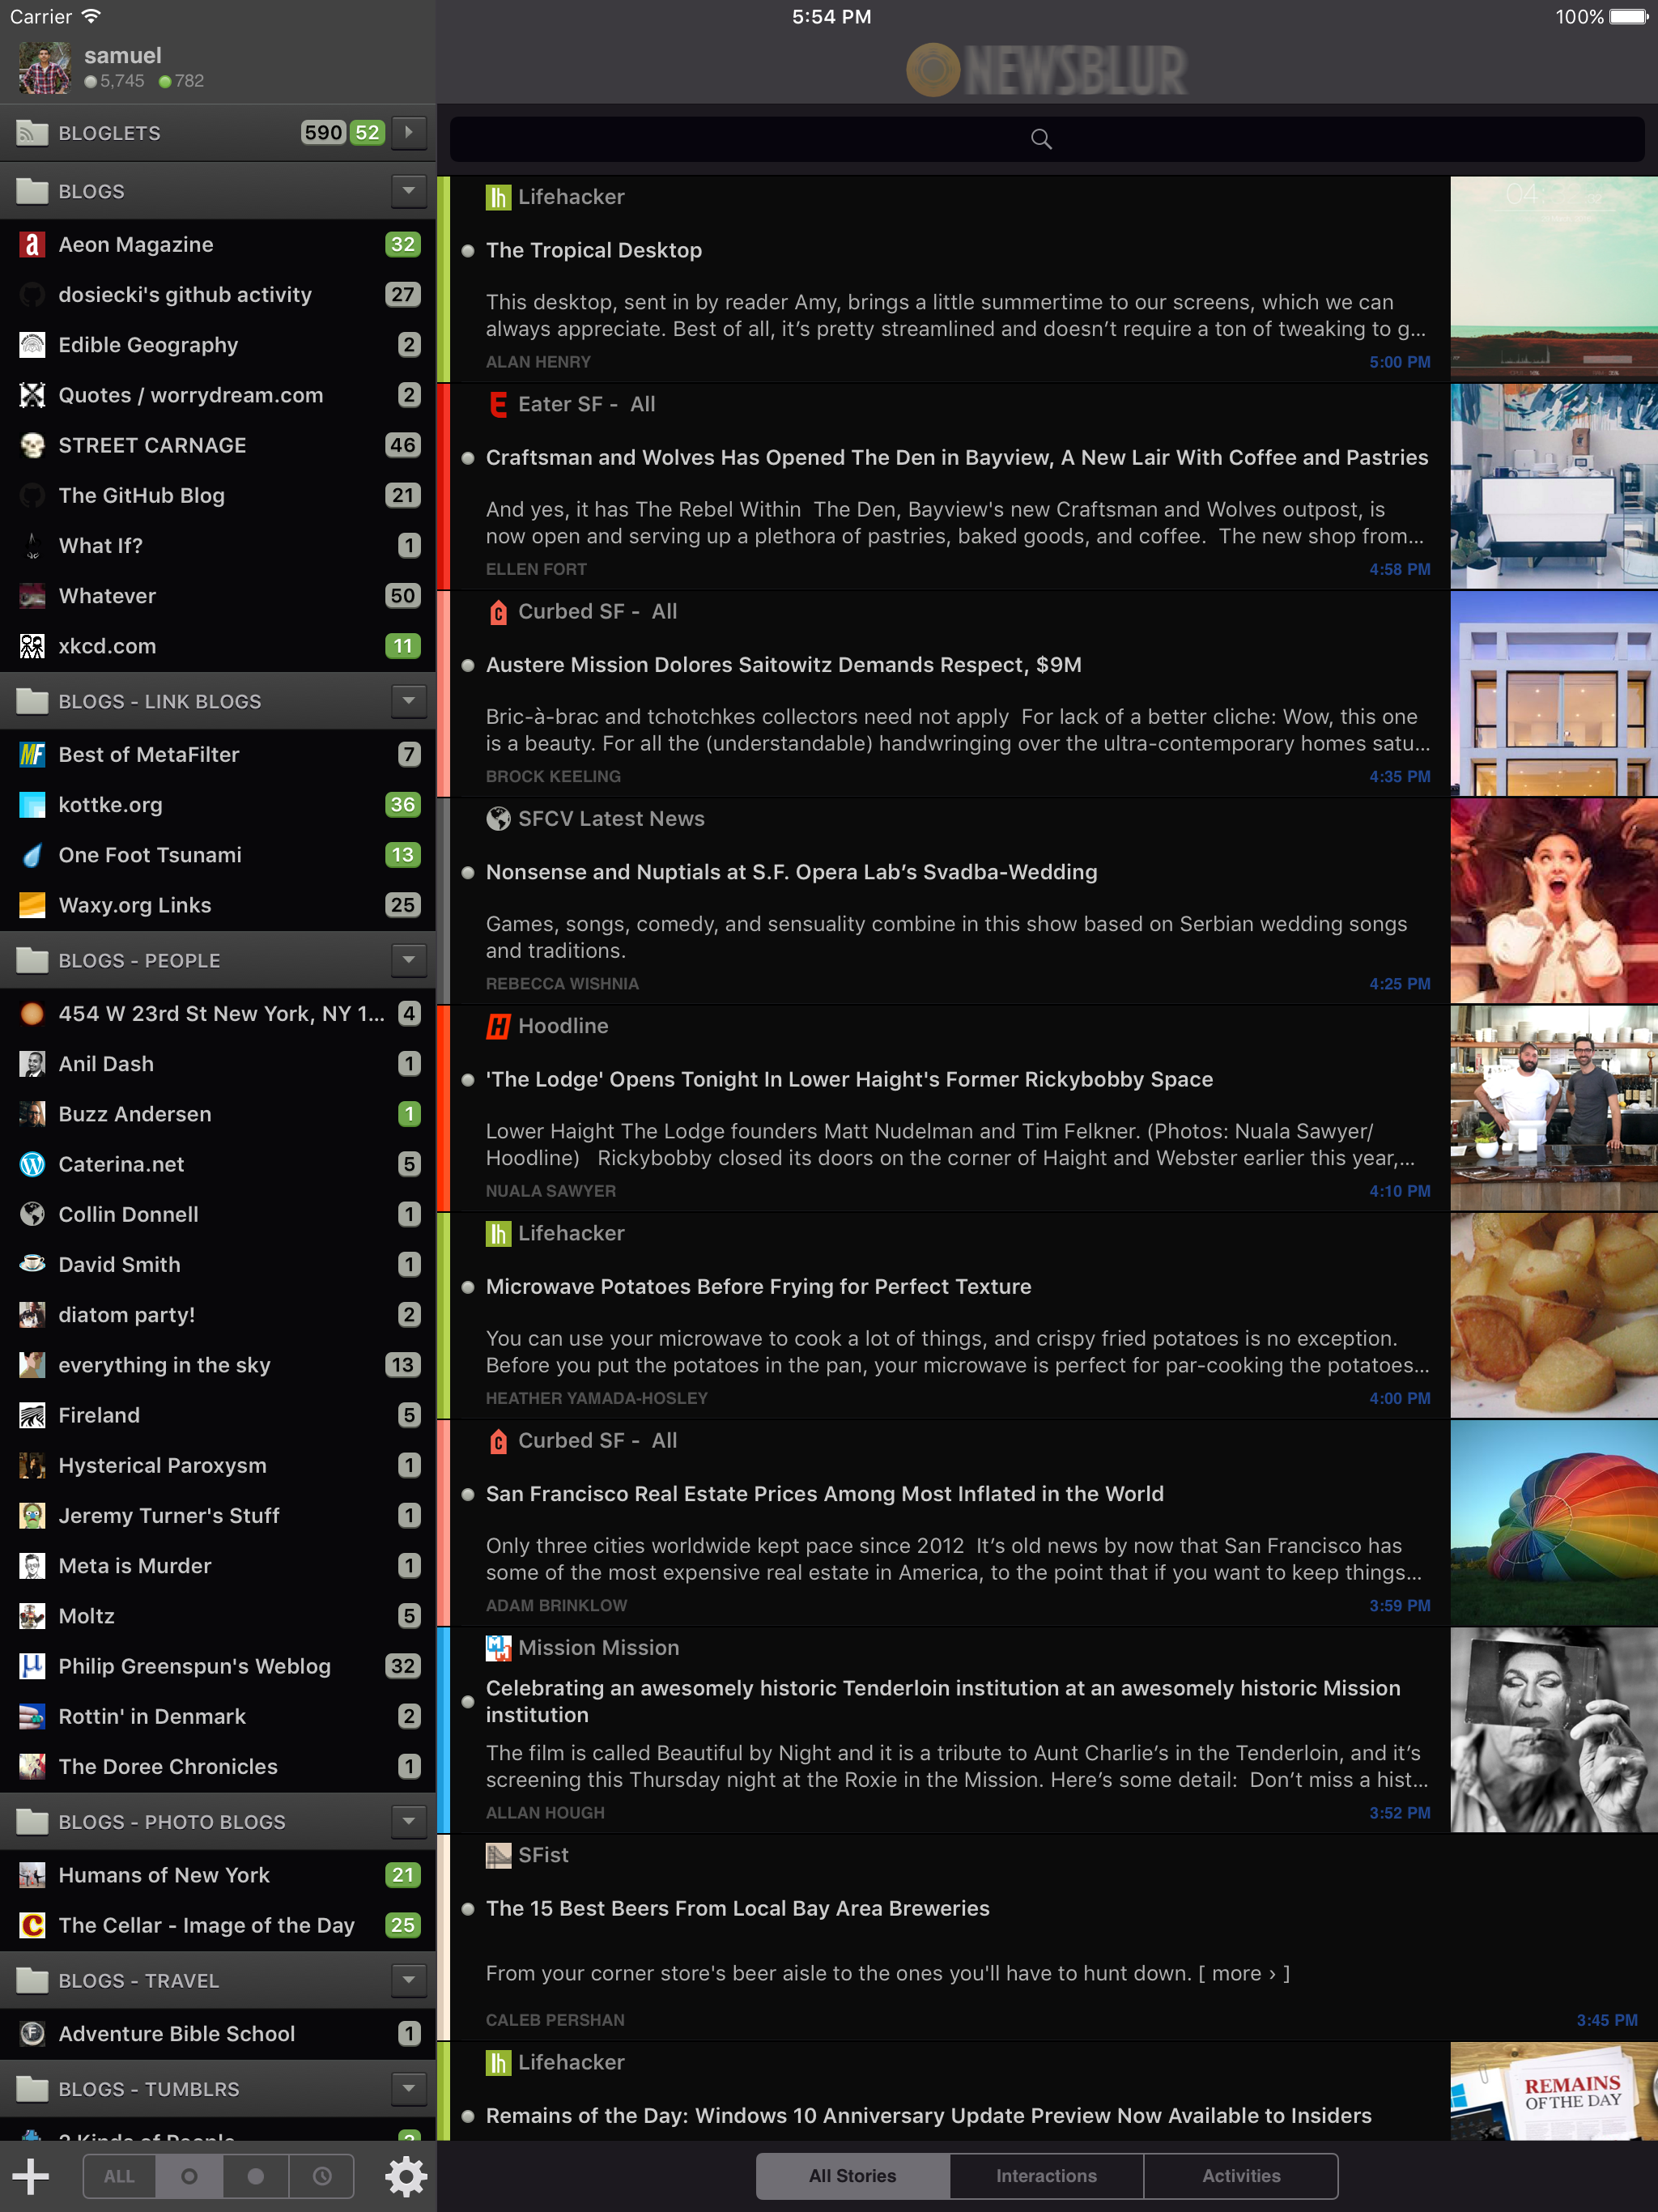 Carrier
5:54 PM
100%
samuel
5,745 782
NEWSBLUR
BLOGLETS 590 52
BLOGS
Aeon Magazine 32
dosiecki's github activity 27
Edible Geography 2
Quotes / worrydream.com 2
STREET CARNAGE 46
The GitHub Blog 21
What If? 1
Whatever 50
xkcd.com 11
BLOGS - LINK BLOGS
Best of MetaFilter 7
kottke.org 36
One Foot Tsunami 13
Waxy.org Links 25
BLOGS - PEOPLE
454 W 23rd St New York, NY 1... 4
Anil Dash 1
Buzz Andersen 1
Caterina.net 5
Collin Donnell 1
David Smith 1
diatom party! 2
everything in the sky 13
Fireland 5
Hysterical Paroxysm 1
Jeremy Turner's Stuff 1
Meta is Murder 1
Moltz 5
Philip Greenspun's Weblog 32
Rottin' in Denmark 2
The Doree Chronicles 1
BLOGS - PHOTO BLOGS
Humans of New York 21
The Cellar - Image of the Day 25
BLOGS - TRAVEL
Adventure Bible School 1
BLOGS - TUMBLRS
2 Kinds of People
ALL
Lifehacker
The Tropical Desktop
This desktop, sent in by reader Amy, brings a little summertime to our screens, which we can
always appreciate. Best of all, it’s pretty streamlined and doesn’t require a ton of tweaking to g...
ALAN HENRY 5:00 PM
Eater SF - All
Craftsman and Wolves Has Opened The Den in Bayview, A New Lair With Coffee and Pastries
And yes, it has The Rebel Within The Den, Bayview's new Craftsman and Wolves outpost, is
now open and serving up a plethora of pastries, baked goods, and coffee. The new shop from...
ELLEN FORT 4:58 PM
Curbed SF - All
Austere Mission Dolores Saitowitz Demands Respect, $9M
Bric-à-brac and tchotchkes collectors need not apply For lack of a better cliche: Wow, this one
is a beauty. For all the (understandable) handwringing over the ultra-contemporary homes satu...
BROCK KEELING 4:35 PM
SFCV Latest News
Nonsense and Nuptials at S.F. Opera Lab’s Svadba-Wedding
Games, songs, comedy, and sensuality combine in this show based on Serbian wedding songs
and traditions.
REBECCA WISHNIA 4:25 PM
Hoodline
'The Lodge' Opens Tonight In Lower Haight's Former Rickybobby Space
Lower Haight The Lodge founders Matt Nudelman and Tim Felkner. (Photos: Nuala Sawyer/
Hoodline) Rickybobby closed its doors on the corner of Haight and Webster earlier this year,...
NUALA SAWYER 4:10 PM
Lifehacker
Microwave Potatoes Before Frying for Perfect Texture
You can use your microwave to cook a lot of things, and crispy fried potatoes is no exception.
Before you put the potatoes in the pan, your microwave is perfect for par-cooking the potatoes...
HEATHER YAMADA-HOSLEY 4:00 PM
Curbed SF - All
San Francisco Real Estate Prices Among Most Inflated in the World
Only three cities worldwide kept pace since 2012 It’s old news by now that San Francisco has
some of the most expensive real estate in America, to the point that if you want to keep things...
ADAM BRINKLOW 3:59 PM
Mission Mission
Celebrating an awesomely historic Tenderloin institution at an awesomely historic Mission
institution
The film is called Beautiful by Night and it is a tribute to Aunt Charlie’s in the Tenderloin, and it’s
screening this Thursday night at the Roxie in the Mission. Here’s some detail: Don’t miss a hist...
ALLAN HOUGH 3:52 PM
SFist
The 15 Best Beers From Local Bay Area Breweries
From your corner store's beer aisle to the ones you'll have to hunt down. [ more › ]
CALEB PERSHAN 3:45 PM
Lifehacker
Remains of the Day: Windows 10 Anniversary Update Preview Now Available to Insiders
REMAINS
OF THE DAY
All Stories Interactions Activities